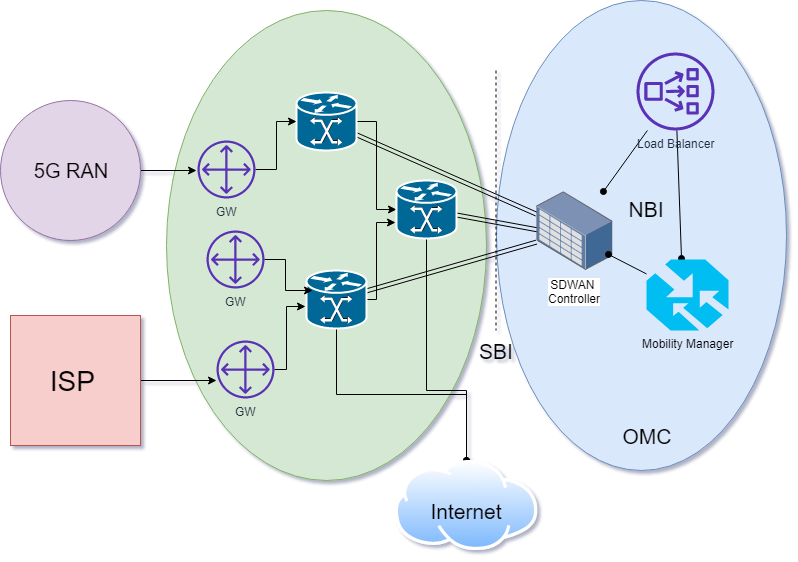 Load Balancer
5G RAN
GW
NBI
GW
SDWAN
Controller
Mobility Manager
SBI
ISP
GW
OMC
Internet